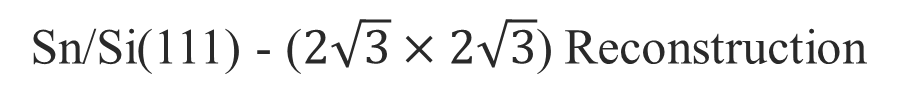 Sn/Si(111) - (2√3 × 2√3) Reconstruction